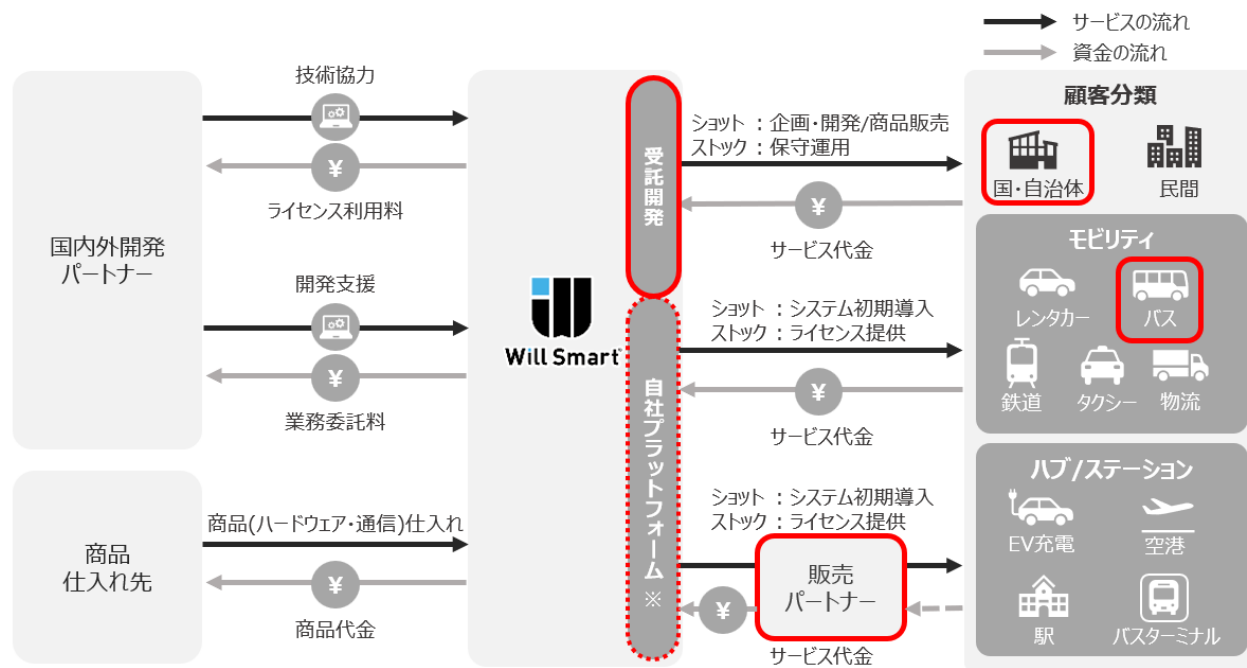 サービスの流れ
資金の流れ
国内外開発
パートナー
技術協力
¥
ライセンス利用料
開発支援
¥
業務委託料
商品
仕入れ先
商品(ハードウェア・通信)仕入れ
¥
商品代金
Will Smart
受託開発
自社プラットフォーム※
ショット：企画・開発/商品販売
ストック：保守運用
¥
サービス代金
ショット：システム初期導入
ストック：ライセンス提供
¥
サービス代金
ショット：システム初期導入
ストック：ライセンス提供
販売
パートナー
¥
サービス代金
顧客分類
国・自治体
民間
モビリティ
レンタカー
バス
鉄道
タクシー
物流
ハブ/ステーション
EV充電
空港
駅
バスターミナル